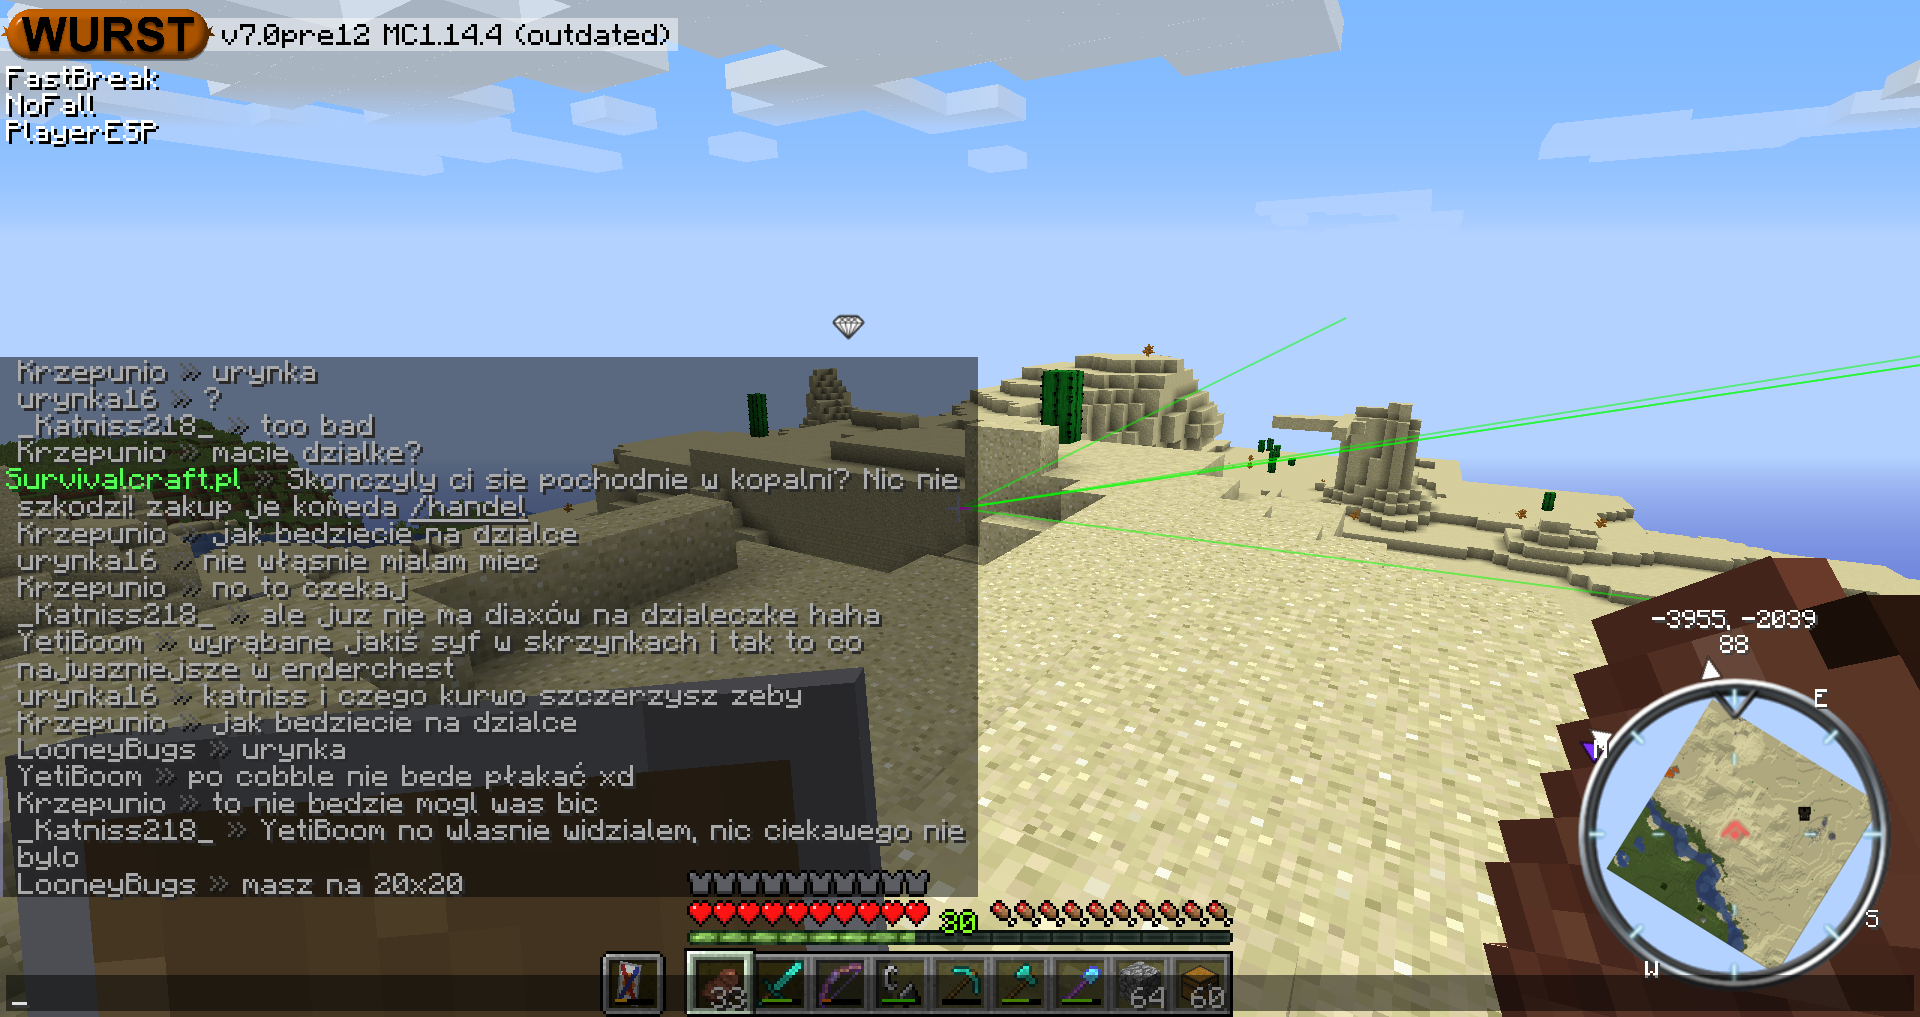 WURST v7.0pre12 MC1.14.4 (outdated)
FastBreak
NoFall
PlayerESP
Krzepunio » urynka
urynka16 » ?
_Katniss218_ » too bad
Krzepunio » macie dzialke?
Survivalcraft.pl » Skonczyly ci sie pochodnie w kopalni? Nic nie
szkodzi! zakup je komeda /handel
Krzepunio » jak bedziecie na dzialce
urynka16 » nie włąsnie mialam miec
Krzepunio » no to czekaj
_Katniss218_ » ale juz nie ma diaxów na dzialeczke haha
YetiBoom » wyrąbane jakiś syf w skrzynkach i tak to co
najwazniejsze w enderchest
urynka16 » katniss i czego kurwo szczerzysz zeby
Krzepunio » jak bedziecie na dzialce
LooneyBugs » urynka
YetiBoom » po cobble nie bede płakać xd
Krzepunio » to nie bedzie mogl was bic
_Katniss218_ » YetiBoom no wlasnie widzialem, nic ciekawego nie
bylo
LooneyBugs » masz na 20x20
-3955, -2039
88
E
M
S
W
30
33
64
60
_